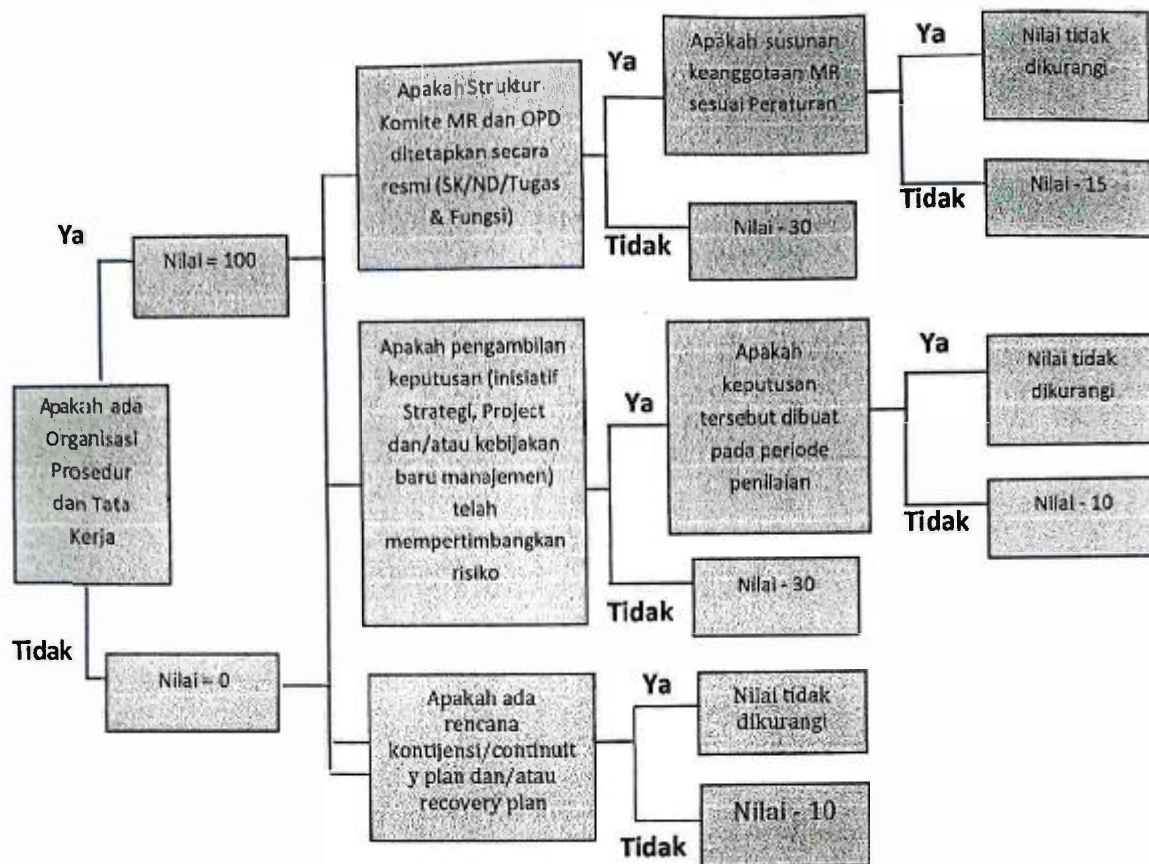 Apakah ada
Organisasi
Prosedur
dan Tata
Kerja
Ya
Nilai = 100
Tidak
Nilai = 0
Apakah Struktur
Komite MR dan OPD
ditetapkan secara
resmi (SK/ND/Tugas
& Fungsi)
Ya
Apakah susunan
keanggotaan MR
sesuai Peraturan
Ya
Nilai tidak
dikurangi
Tidak
Nilai - 15
Tidak
Nilai - 30
Apakah pengambilan
keputusan (inisiatif
Strategi, Project
dan/atau kebijakan
baru manajemen)
telah
mempertimbangkan
risiko
Ya
Apakah
keputusan
tersebut dibuat
pada periode
penilaian
Ya
Nilai tidak
dikurangi
Tidak
Nilai - 10
Tidak
Nilai - 30
Apakah ada
rencana
kontijensi/continuit
y plan dan/atau
recovery plan
Ya
Nilai tidak
dikurangi
Tidak
Nilai - 10